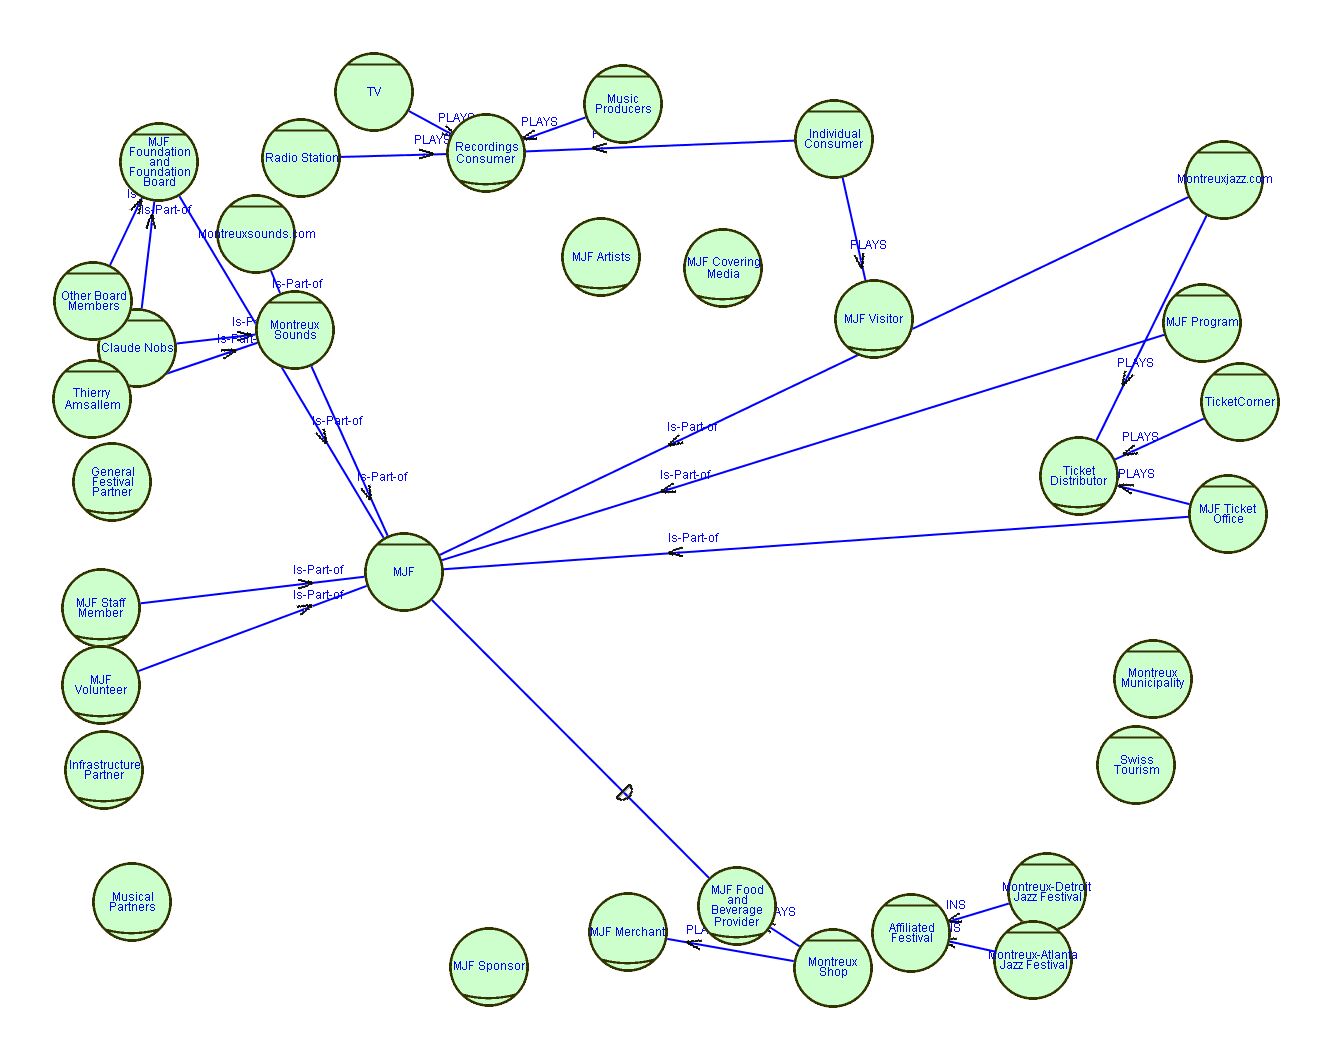 TV
PLAYS
Music
Producers
PLAYS
Individual
Consumer
PLAYS
Radio Station
Recordings
Consumer
MJF
Foundation
and
Foundation
Board
Montreuxjazz.com
Is-Part-of
Montreuxsounds.com
MJF Artists
MJF Covering
Media
PLAYS
Is-Part-of
Other Board
Members
Montreux
Sounds
MJF Visitor
MJF Program
Claude Nobs
PLAYS
Thierry
Amsallem
TicketCorner
Is-Part-of
Is-Part-of
PLAYS
General
Festival
Partner
Is-Part-of
Is-Part-of
Ticket
Distributor
PLAYS
MJF Ticket
Office
Is-Part-of
Is-Part-of
MJF
Is-Part-of
MJF Staff
Member
MJF
Volunteer
Montreux
Municipality
Infrastructure
Partner
Swiss
Tourism
Musical
Partners
MJF Food
and
Beverage
Provider
AYS
MJF Merchant
PLA
Affiliated
Festival
INS
Montreux-Detroit
Jazz Festival
Montreux-Atlanta
Jazz Festival
MJF Sponsor
Montreux
Shop